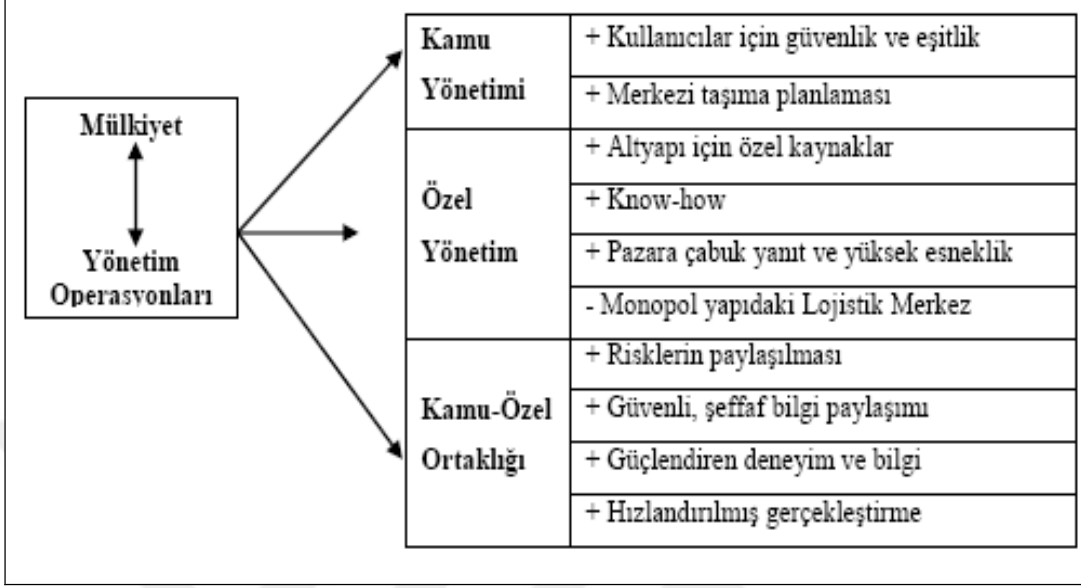 Mülkiyet
Yönetim
Operasyonları
Kamu
Yönetimi
+ Kullanıcılar için güvenlik ve eşitlik
+ Merkezi taşıma planlaması
Özel
Yönetim
+ Altyapı için özel kaynaklar
+ Know-how
+ Pazara çabuk yanıt ve yüksek esneklik
- Monopol yapıdaki Lojistik Merkez
Kamu-Özel
Ortaklığı
+ Risklerin paylaşılması
+ Güvenli, şeffaf bilgi paylaşımı
+ Güçlendiren deneyim ve bilgi
+ Hızlandırılmış gerçekleştirme